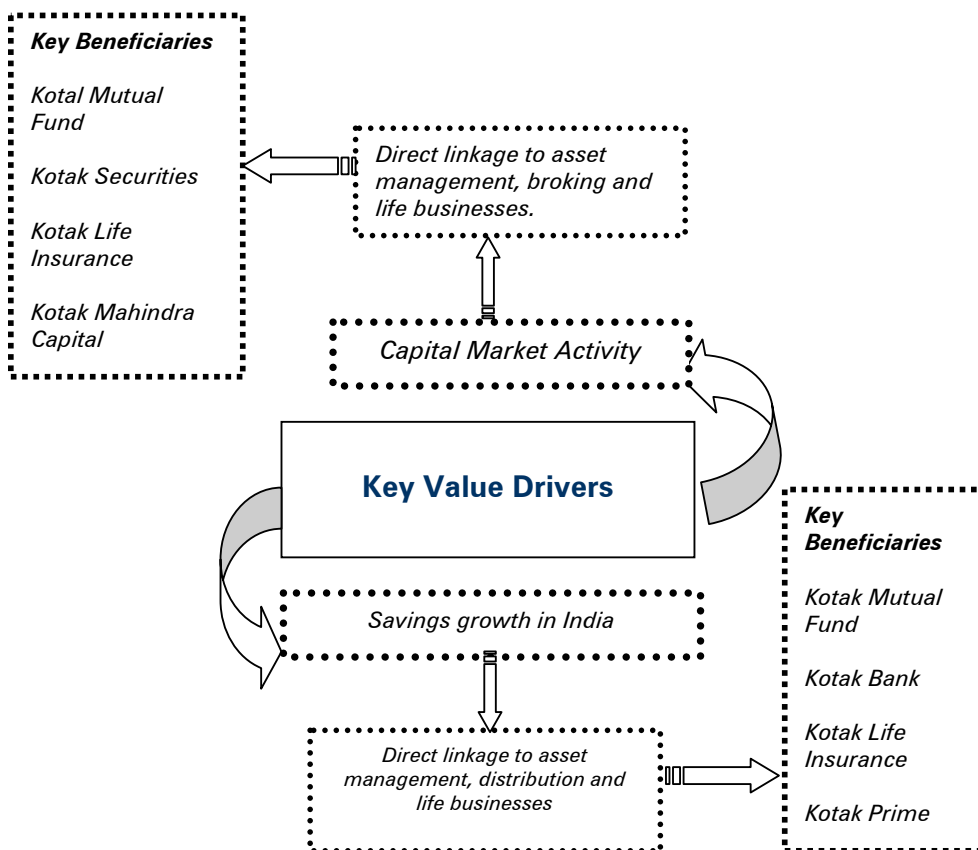 Key Beneficiaries
Kotal Mutual
Fund
Kotak Securities
Kotak Life
Insurance
Kotak Mahindra
Capital
Direct linkage to asset
management, broking and
life businesses.
Capital Market Activity
Key Value Drivers
Savings growth in India
Direct linkage to asset
management, distribution and
life businesses
Key
Beneficiaries
Kotak Mutual
Fund
Kotak Bank
Kotak Life
Insurance
Kotak Prime